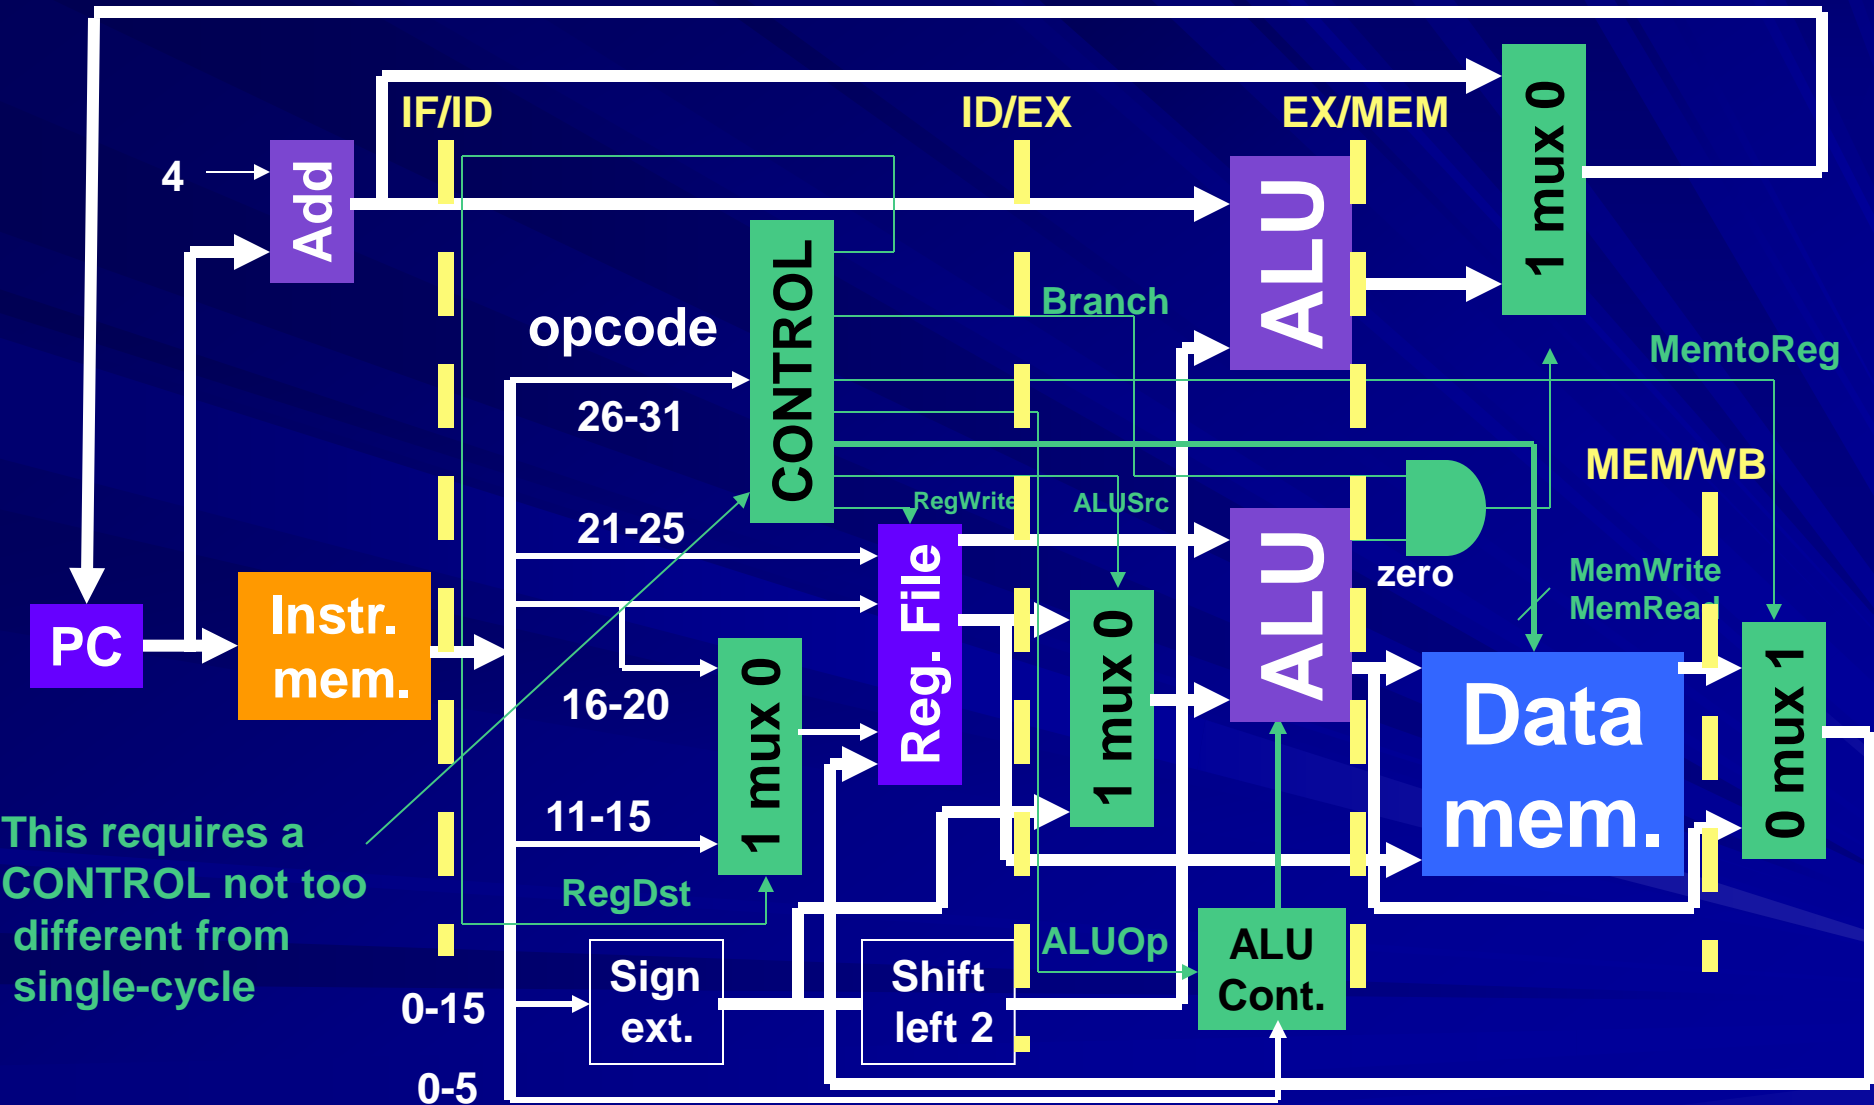 IF/ID
ID/EX
EX/MEM
1 mux 0
4
Add
ALU
CONTROL
opcode
Branch
MemtoReg
26-31
MEM/WB
RegWrite
ALUSrc
21-25
Reg. File
ALU
zero
MemWrite
MemRead
PC
Instr.
mem.
16-20
1 mux 0
1 mux 0
Data
mem.
0 mux 1
11-15
This requires a
CONTROL not too
different from
single-cycle
RegDst
ALUOp
ALU
Cont.
Sign
ext.
Shift
left 2
0-15
0-5